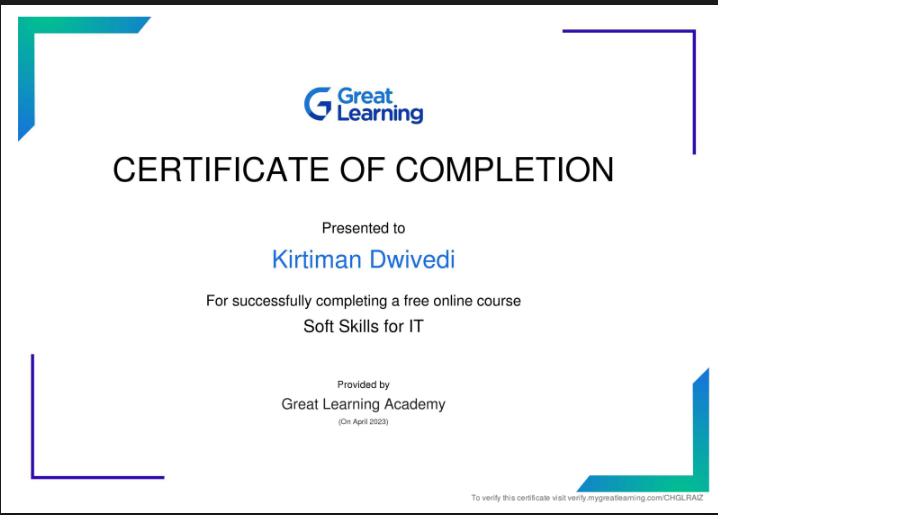 Great
Learning
CERTIFICATE OF COMPLETION
Presented to
Kirtiman Dwivedi
For successfully completing a free online course
Soft Skills for IT
Provided by
Great Learning Academy
(On April 2023)
To verify this certificate visit verify.mygreatlearning.com/CHGLRAIZ